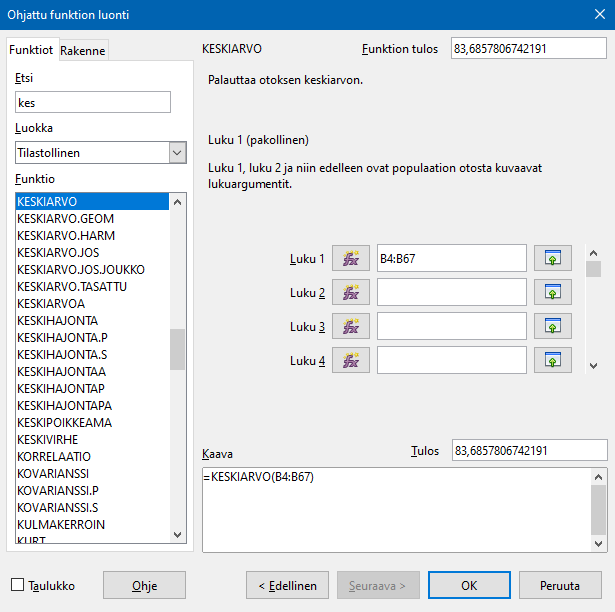 Ohjattu funktion luonti
Funktiot
Rakenne
Etsi
kes
Luokka
Tilastollinen
Funktio
KESKIARVO
KESKIARVO.GEOM
KESKIARVO.HARM
KESKIARVO.JOS
KESKIARVO.JOS.JOUKKO
KESKIARVO.TASATTU
KESKIARVOA
KESKIHAJONTA
KESKIHAJONTA.P
KESKIHAJONTA.S
KESKIHAJONTAA
KESKIHAJONTAP
KESKIHAJONTAPA
KESKIPOIKKEAMA
KESKIVIRHE
KORRELAATIO
KOVARIANSSI
KOVARIANSSI.P
KOVARIANSSI.S
KULMAKERROIN
KURT
KESKIARVO
Funktion tulos
83,6857806742191
Palauttaa otoksen keskiarvon.
Luku 1 (pakollinen)
Luku 1, luku 2 ja niin edelleen ovat populaation otosta kuvaavat
lukuargumentit.
Luku 1
fx
B4:B67
Luku 2
fx
Luku 3
fx
Luku 4
fx
Kaava
Tulos
83,6857806742191
=KESKIARVO(B4:B67)
Taulukko
Ohje
< Edellinen
Seuraava >
OK
Peruuta